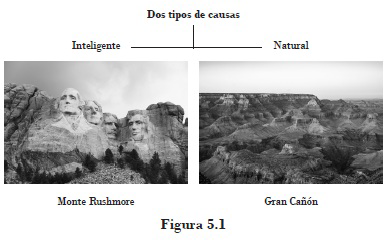 Dos tipos de causas
Inteligente
Natural
Monte Rushmore
Gran Cañón
Figura 5.1